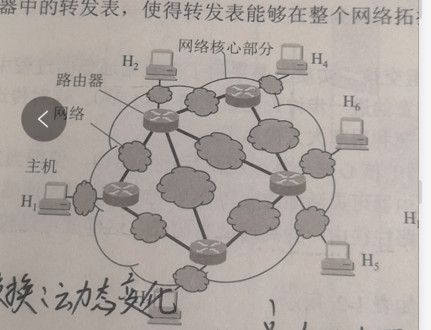 器中的转发表，使得转发表能够在整个网络拓
网络核心部分
H₂
H₄
路由器
网络
H₆
主机
H₁
H₅
换:动态变化